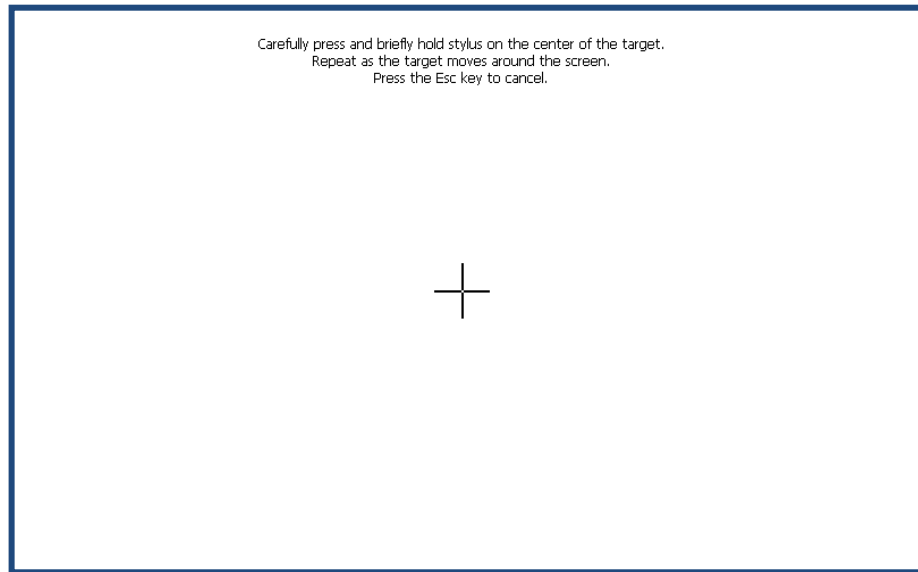 Carefully press and briefly hold stylus on the center of the target.
Repeat as the target moves around the screen.
Press the Esc key to cancel.